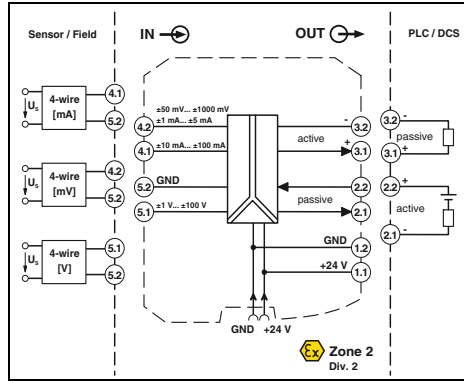 Sensor / Field
IN
OUT
PLC / DCS
Us
4-wire
[mA]
4.1
5.2
Us
4-wire
[mV]
4.2
5.2
Us
4-wire
[V]
5.1
5.2
±50 mV... ±1000 mV
±1 mA... ±5 mA
4.2
±10 mA... ±100 mA
4.1
GND
5.2
±1 V... ±100 V
5.1
-
active
3.2
+
3.1
passive
2.2
2.1
GND
1.2
+24 V
1.1
GND +24 V
3.2 -
passive
3.1 +
2.2 +
active
2.1 -
Ex Zone 2
Div. 2